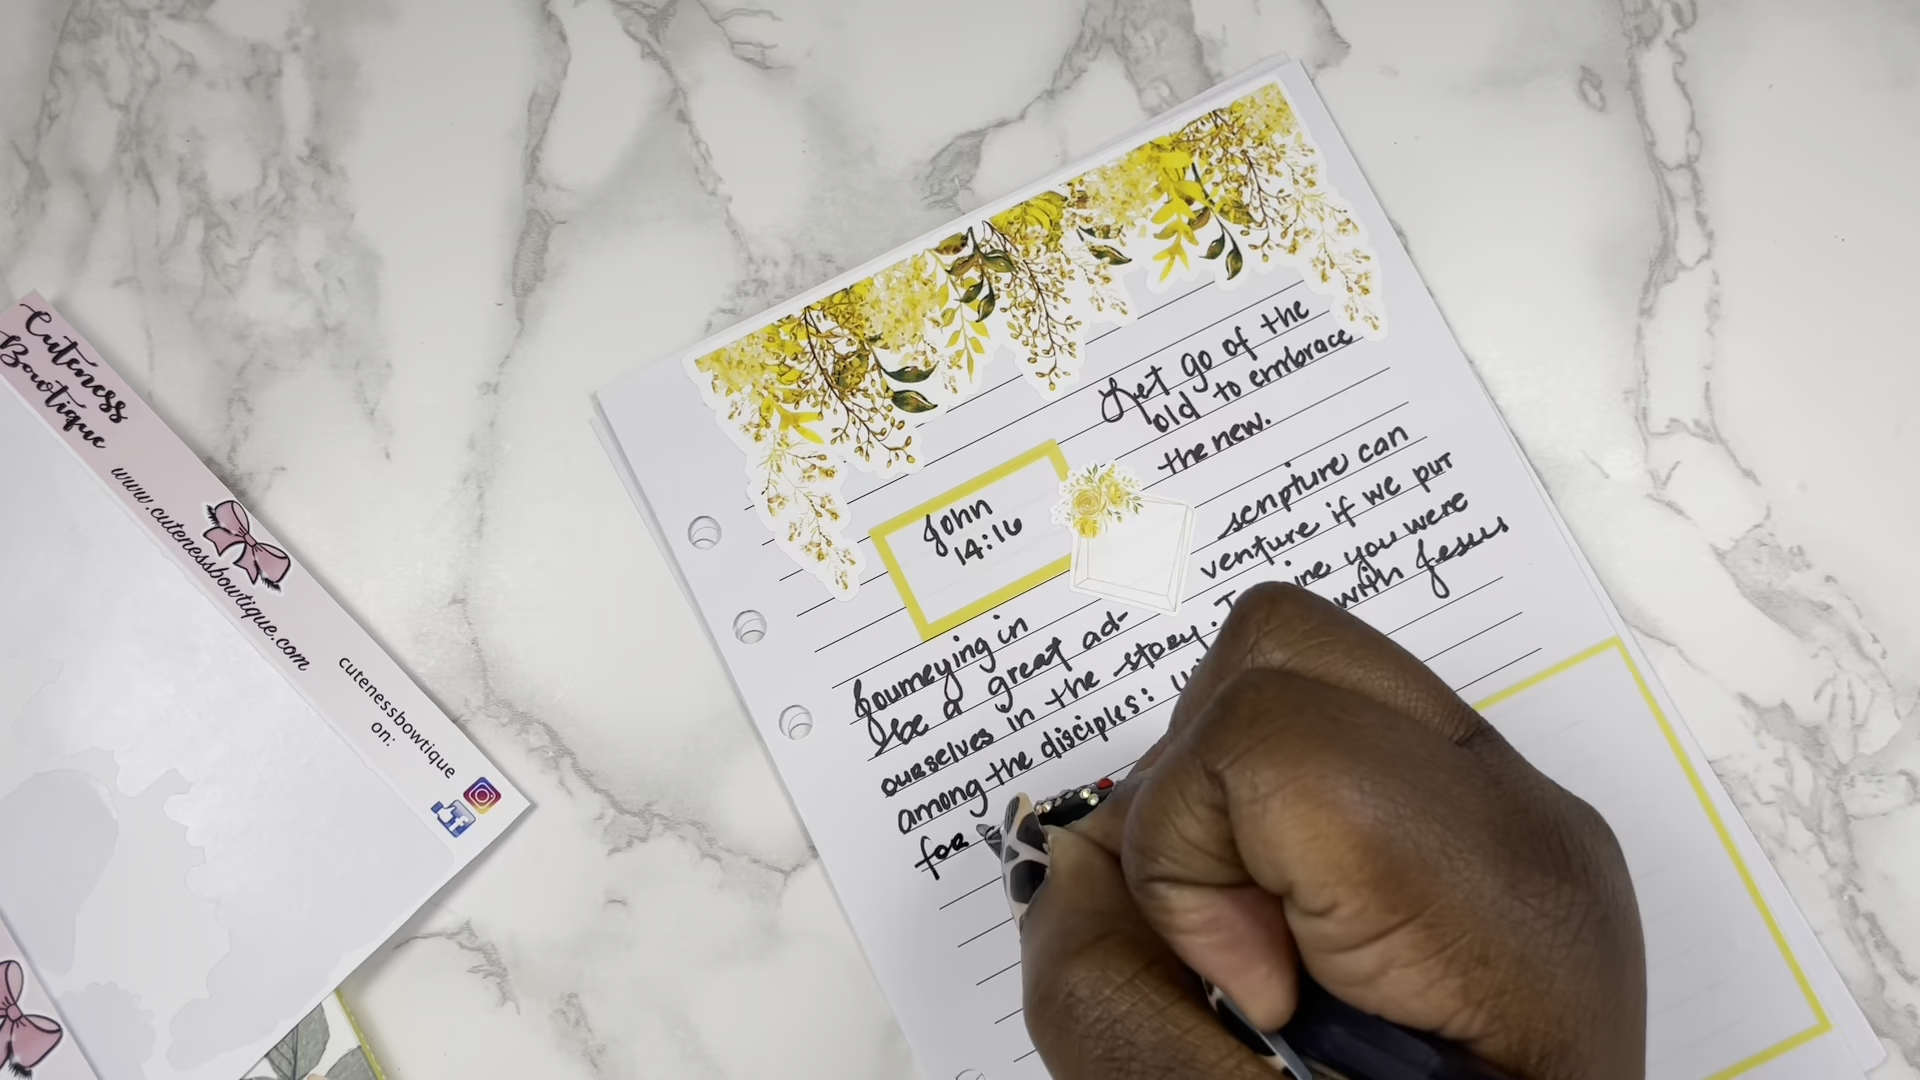 Cuteness
Bowtique
www.cutenessbowtique.com
cutenessbowtique
on:
Let go of the
old to embrace
the new.
John
14:16
Journeying in scripture can
be a great ad- venture if we put
ourselves in the story. you were
among the disciples: with Jesus
for